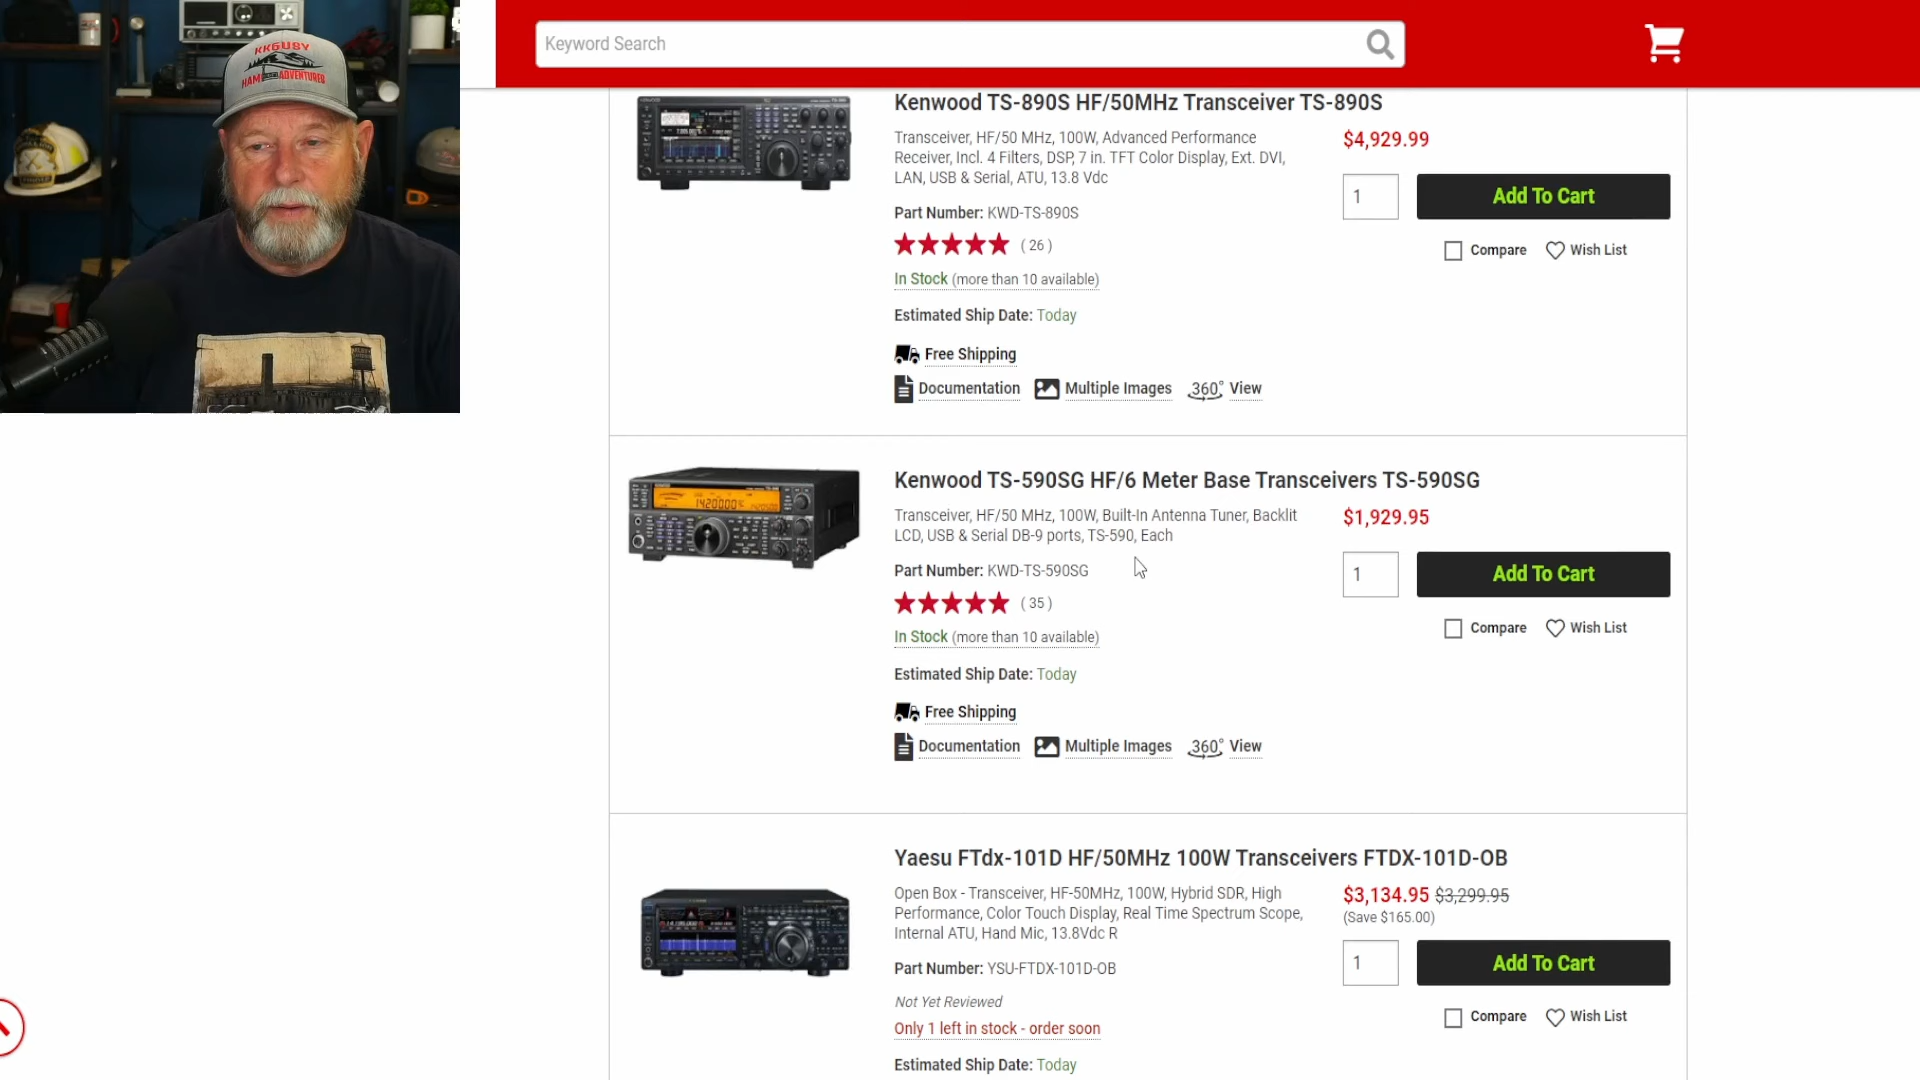 KK6USY
HAM RADIO ADVENTURES
Keyword Search
Kenwood TS-890S HF/50MHz Transceiver TS-890S
Transceiver, HF/50 MHz, 100W, Advanced Performance
Receiver, Incl. 4 Filters, DSP, 7 in. TFT Color Display, Ext. DVI,
LAN, USB & Serial, ATU, 13.8 Vdc
$4,929.99
1
Add To Cart
Part Number: KWD-TS-890S
( 26 )
Compare
Wish List
In Stock (more than 10 available)
Estimated Ship Date: Today
Free Shipping
Documentation
Multiple Images
360° View
Kenwood TS-590SG HF/6 Meter Base Transceivers TS-590SG
Transceiver, HF/50 MHz, 100W, Built-In Antenna Tuner, Backlit
LCD, USB & Serial DB-9 ports, TS-590, Each
$1,929.95
1
Add To Cart
Part Number: KWD-TS-590SG
( 35 )
Compare
Wish List
In Stock (more than 10 available)
Estimated Ship Date: Today
Free Shipping
Documentation
Multiple Images
360° View
Yaesu FTdx-101D HF/50MHz 100W Transceivers FTDX-101D-OB
Open Box - Transceiver, HF-50MHz, 100W, Hybrid SDR, High
Performance, Color Touch Display, Real Time Spectrum Scope,
Internal ATU, Hand Mic, 13.8Vdc R
$3,134.95 $3,299.95
(Save $165.00)
1
Add To Cart
Part Number: YSU-FTDX-101D-OB
Not Yet Reviewed
Compare
Wish List
Only 1 left in stock - order soon
Estimated Ship Date: Today